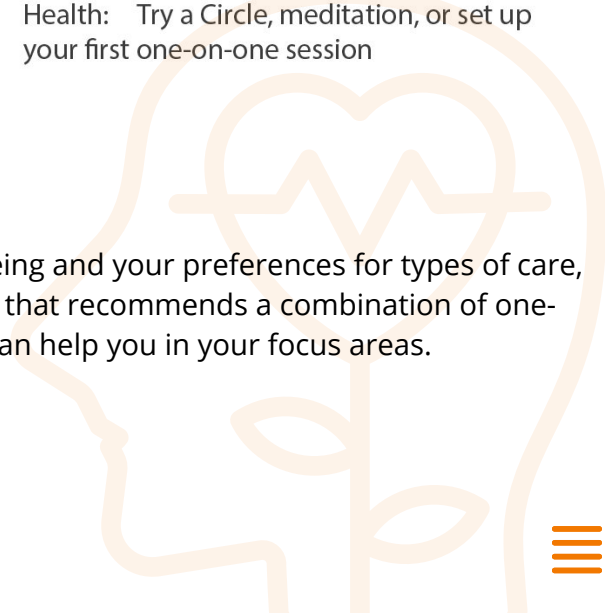 Health: Try a Circle, meditation, or set up
your first one-on-one session
eing and your preferences for types of care,
that recommends a combination of one-
an help you in your focus areas.